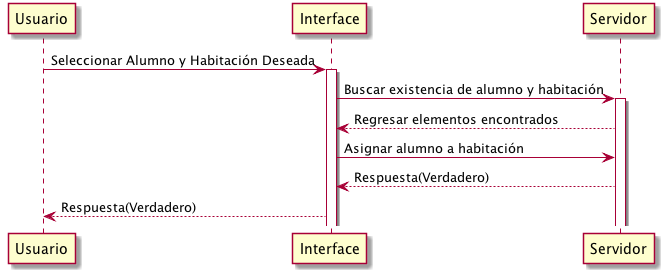 Usuario
Interface
Servidor
Seleccionar Alumno y Habitación Deseada
Buscar existencia de alumno y habitación
Regresar elementos encontrados
Asignar alumno a habitación
Respuesta(Verdadero)
Respuesta(Verdadero)
Usuario
Interface
Servidor